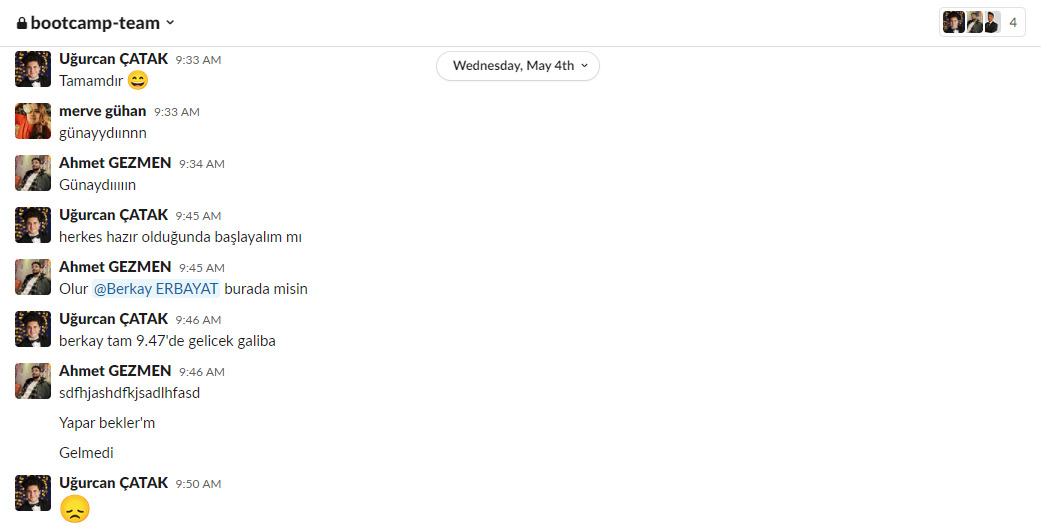 bootcamp-team
4
Wednesday, May 4th
Uğurcan ÇATAK 9:33 AM
Tamamdır 😄
merve gühan 9:33 AM
günayydıınnn
Ahmet GEZMEN 9:34 AM
Günaydııııın
Uğurcan ÇATAK 9:45 AM
herkes hazır olduğunda başlayalım mı
Ahmet GEZMEN 9:45 AM
Olur @Berkay ERBAYAT burada misin
Uğurcan ÇATAK 9:46 AM
berkay tam 9.47'de gelicek galiba
Ahmet GEZMEN 9:46 AM
sdfhjashdfkjsadlhfasd
Yapar bekler'm
Gelmedi
Uğurcan ÇATAK 9:50 AM
😞